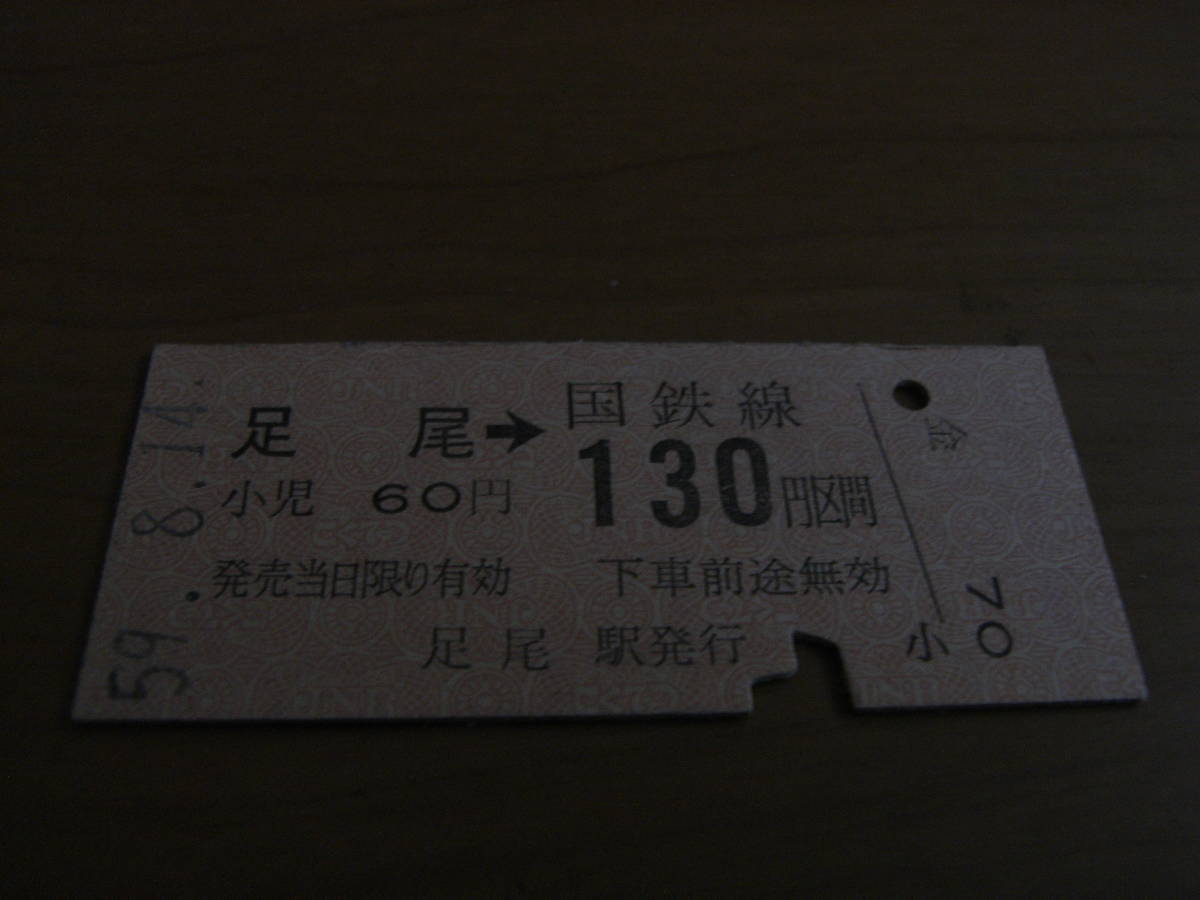 59. 8. 14.
足尾➔国鉄線
130円区間
小児 60円
発売当日限り有効 下車前途無効
足尾 駅発行
小 70